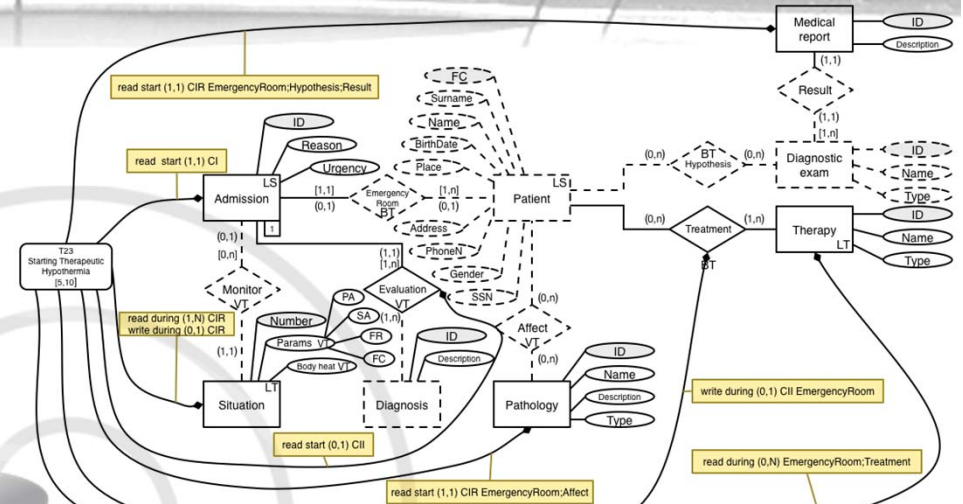 Medical
report
ID
Description
(1,1)
Result
(1,1)
[1,n]
read start (1,1) CIR EmergencyRoom;Hypothesis;Result
FC
Surname
Name
BirthDate
Place
Address
PhoneN
Gender
SSN
ID
Reason
Urgency
read start (1,1) CI
LS
Admission
1
[1,1]
(0,1)
Emergency
Room
BT
[1,n]
(0,1)
LS
Patient
(0,n)
BT
Hypothesis
(0,n)
Diagnostic
exam
ID
Name
Type
(0,n)
Treatment
BT
(1,n)
Therapy
LT
ID
Name
Type
T23
Starting Therapeutic
Hypothermia
[5,10]
(0,1)
[0,n]
Monitor
VT
(1,1)
(1,1)
[1,n]
Evaluation
VT
(1,n)
(0,n)
Affect
VT
(0,n)
read during (1,N) CIR
write during (0,1) CIR
Number
Params VT
Body heat VT
PA
SA
FR
FC
LT
Situation
ID
Description
Diagnosis
Pathology
ID
Name
Description
Type
write during (0,1) CII EmergencyRoom
read start (0,1) CII
read during (0,N) EmergencyRoom;Treatment
read start (1,1) CIR EmergencyRoom;Affect